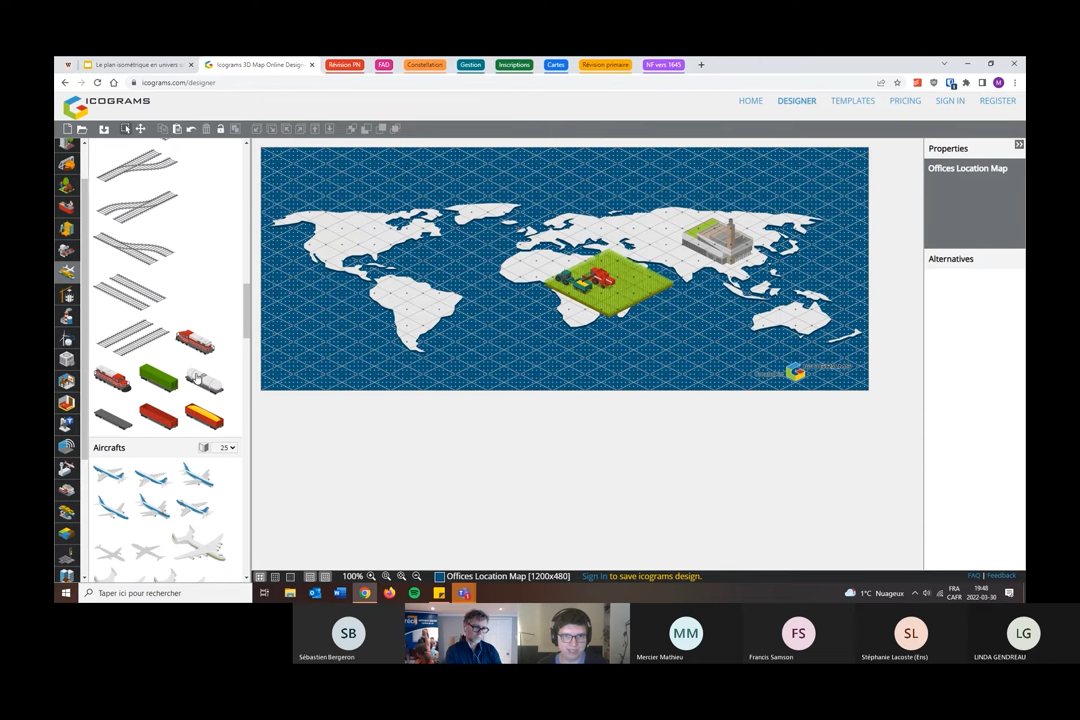 Le plan isométrique en univers s
Icograms 3D Map Online Design
Révision PN
FAD
Constellation
Gestion
Inscriptions
Cartes
Révision primaire
NF vers 1645
icograms.com/designer
ICOGRAMS
HOME
DESIGNER
TEMPLATES
PRICING
SIGN IN
REGISTER
Properties
Offices Location Map
Alternatives
Aircrafts
25
100%
Offices Location Map [1200x480]
Sign In to save icograms design.
FAQ | Feedback
Taper ici pour rechercher
1°C Nuageux
FRA
CAFR
19:48
2022-03-30
SB
MM
FS
SL
LG
Sébastien Bergeron
Mercier Mathieu
Francis Samson
Stéphanie Lacoste (Ens)
LINDA GENDREAU